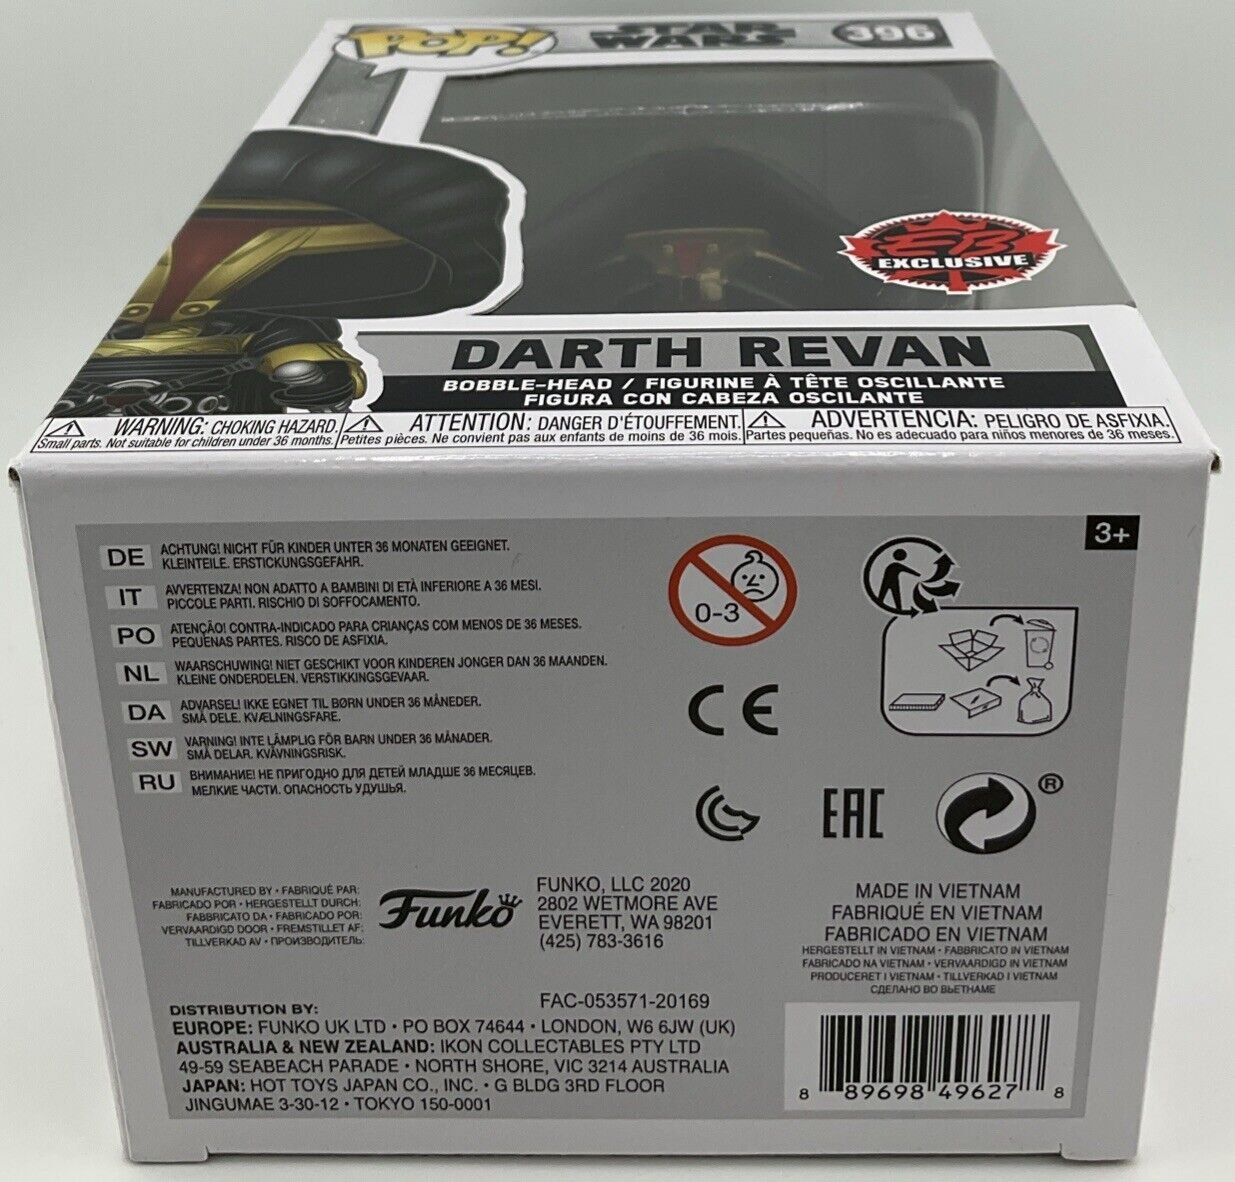 POP!
STAR
WARS
396
EB
EXCLUSIVE
DARTH REVAN
BOBBLE-HEAD / FIGURINE À TÊTE OSCILLANTE
FIGURA CON CABEZA OSCILANTE
WARNING: CHOKING HAZARD.
Small parts. Not suitable for children under 36 months.
ATTENTION: DANGER D'ÉTOUFFEMENT.
Petites pièces. Ne convient pas aux enfants de moins de 36 mois.
ADVERTENCIA: PELIGRO DE ASFIXIA.
Partes pequeñas. No es adecuado para niños menores de 36 meses.
3+
DE ACHTUNG! NICHT FÜR KINDER UNTER 36 MONATEN GEEIGNET.
KLEINTEILE. ERSTICKUNGSGEFAHR.
IT AVVERTENZA! NON ADATTO A BAMBINI DI ETÀ INFERIORE A 36 MESI.
PICCOLE PARTI. RISCHIO DI SOFFOCAMENTO.
PO ATENÇÃO! CONTRA-INDICADO PARA CRIANÇAS COM MENOS DE 36 MESES.
PEQUENAS PARTES. RISCO DE ASFIXIA.
NL WAARSCHUWING! NIET GESCHIKT VOOR KINDEREN JONGER DAN 36 MAANDEN.
KLEINE ONDERDELEN. VERSTIKKINGSGEVAAR.
DA ADVARSEL! IKKE EGNET TIL BØRN UNDER 36 MÅNEDER.
SMÅ DELE. KVÆLNINGSFARE.
SW VARNING! INTE LÄMPLIG FÖR BARN UNDER 36 MÅNADER.
SMÅ DELAR. KVÄVNINGSRISK.
RU ВНИМАНИЕ! НЕ ПРИГОДНО ДЛЯ ДЕТЕЙ МЛАДШЕ 36 МЕСЯЦЕВ.
МЕЛКИЕ ЧАСТИ. ОПАСНОСТЬ УДУШЬЯ.
0-3
CE
EAC
®
MANUFACTURED BY • FABRIQUÉ PAR:
FABRICADO POR • HERGESTELLT DURCH:
FABBRICATO DA • FABRICADO POR:
VERVAARDIGD DOOR • FREMSTILLET AF:
TILLVERKAD AV • ПРОИЗВОДИТЕЛЬ:
Funko
FUNKO, LLC 2020
2802 WETMORE AVE
EVERETT, WA 98201
(425) 783-3616
MADE IN VIETNAM
FABRIQUÉ EN VIETNAM
FABRICADO EN VIETNAM
HERGESTELLT IN VIETNAM • FABBRICATO IN VIETNAM
FABRICADO NA VIETNAM • VERVAARDIGD IN VIETNAM
PRODUCERET I VIETNAM • TILLVERKAD I VIETNAM
СДЕЛАНО ВО ВЬЕТНАМЕ
FAC-053571-20169
DISTRIBUTION BY:
EUROPE: FUNKO UK LTD • PO BOX 74644 • LONDON, W6 6JW (UK)
AUSTRALIA & NEW ZEALAND: IKON COLLECTABLES PTY LTD
49-59 SEABEACH PARADE • NORTH SHORE, VIC 3214 AUSTRALIA
JAPAN: HOT TOYS JAPAN CO., INC. • G BLDG 3RD FLOOR
JINGUMAE 3-30-12 • TOKYO 150-0001
8 89698 49627 8